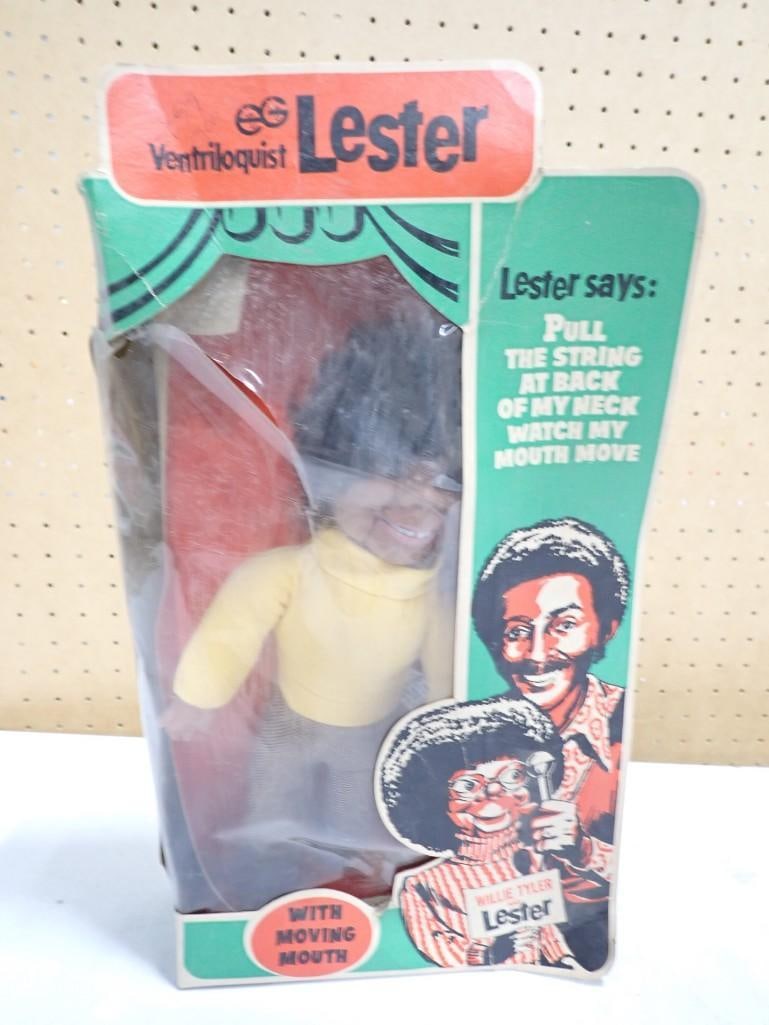 eG
Ventriloquist Lester
Lester says:
PULL
THE STRING
AT BACK
OF MY NECK
WATCH MY
MOUTH MOVE
WILLIE TYLER
Lester
WITH
MOVING
MOUTH